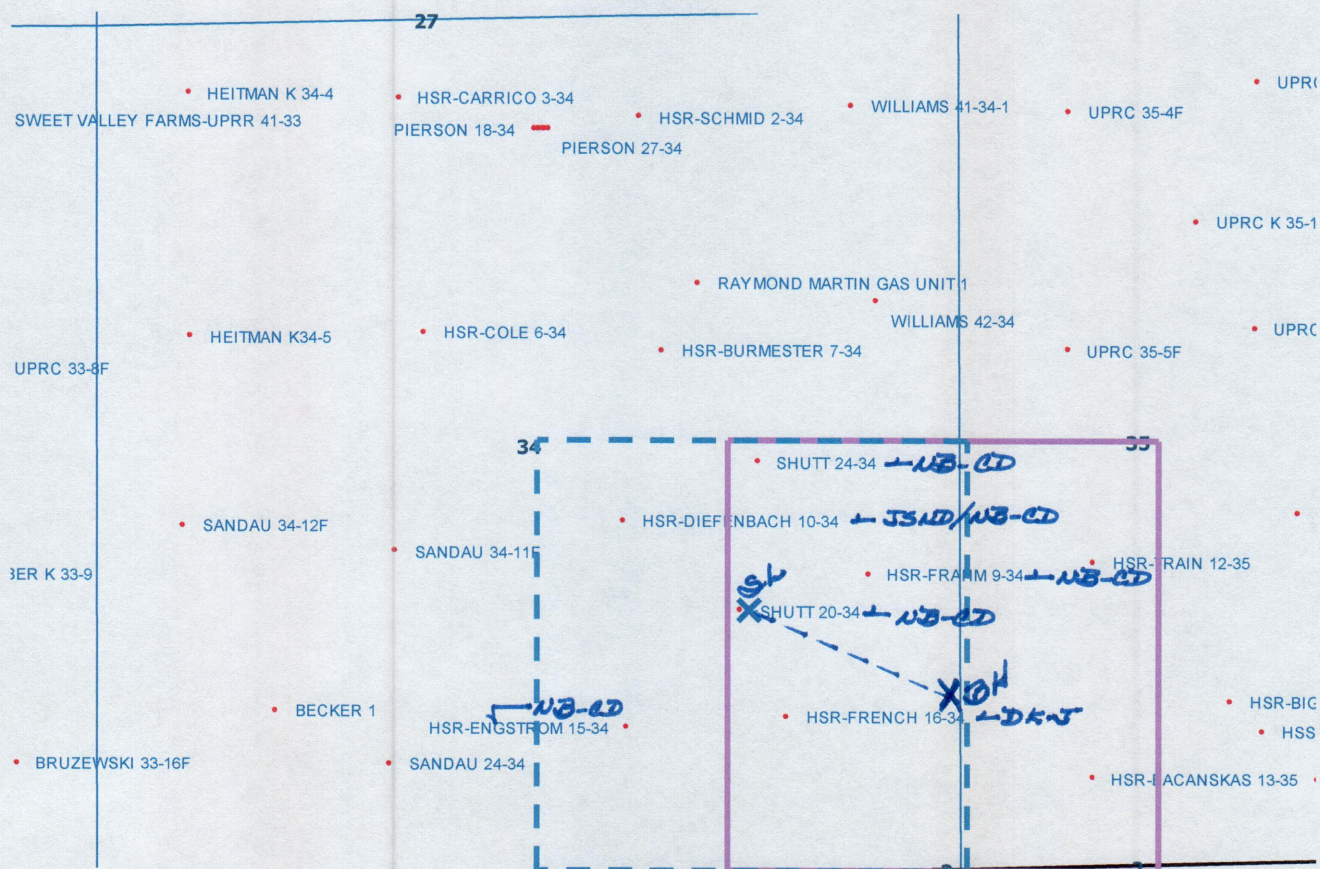 27
HEITMAN K 34-4
HSR-CARRICO 3-34
HSR-SCHMID 2-34
WILLIAMS 41-34-1
UPRC 35-4F
SWEET VALLEY FARMS-UPRR 41-33
PIERSON 18-34
PIERSON 27-34
UPRC K 35-1
RAYMOND MARTIN GAS UNIT 1
WILLIAMS 42-34
HEITMAN K34-5
HSR-COLE 6-34
HSR-BURMESTER 7-34
UPRC 35-5F
UPRC
UPRC 33-8F
34
35
SHUTT 24-34 NB-CD
SANDAU 34-12F
HSR-DIEFENBACH 10-34 JSND/NB-CD
SANDAU 34-11F
HSR-TRAIN 12-35
BER K 33-9
HSR-FRAHM 9-34 NB-CD
SH
SHUTT 20-34 NB-CD
BH
NB-CD
BECKER 1
HSR-ENGSTROM 15-34
HSR-FRENCH 16-34 DK-J
HSR-BIG
HSS
BRUZEWSKI 33-16F
SANDAU 24-34
HSR-BACANSKAS 13-35